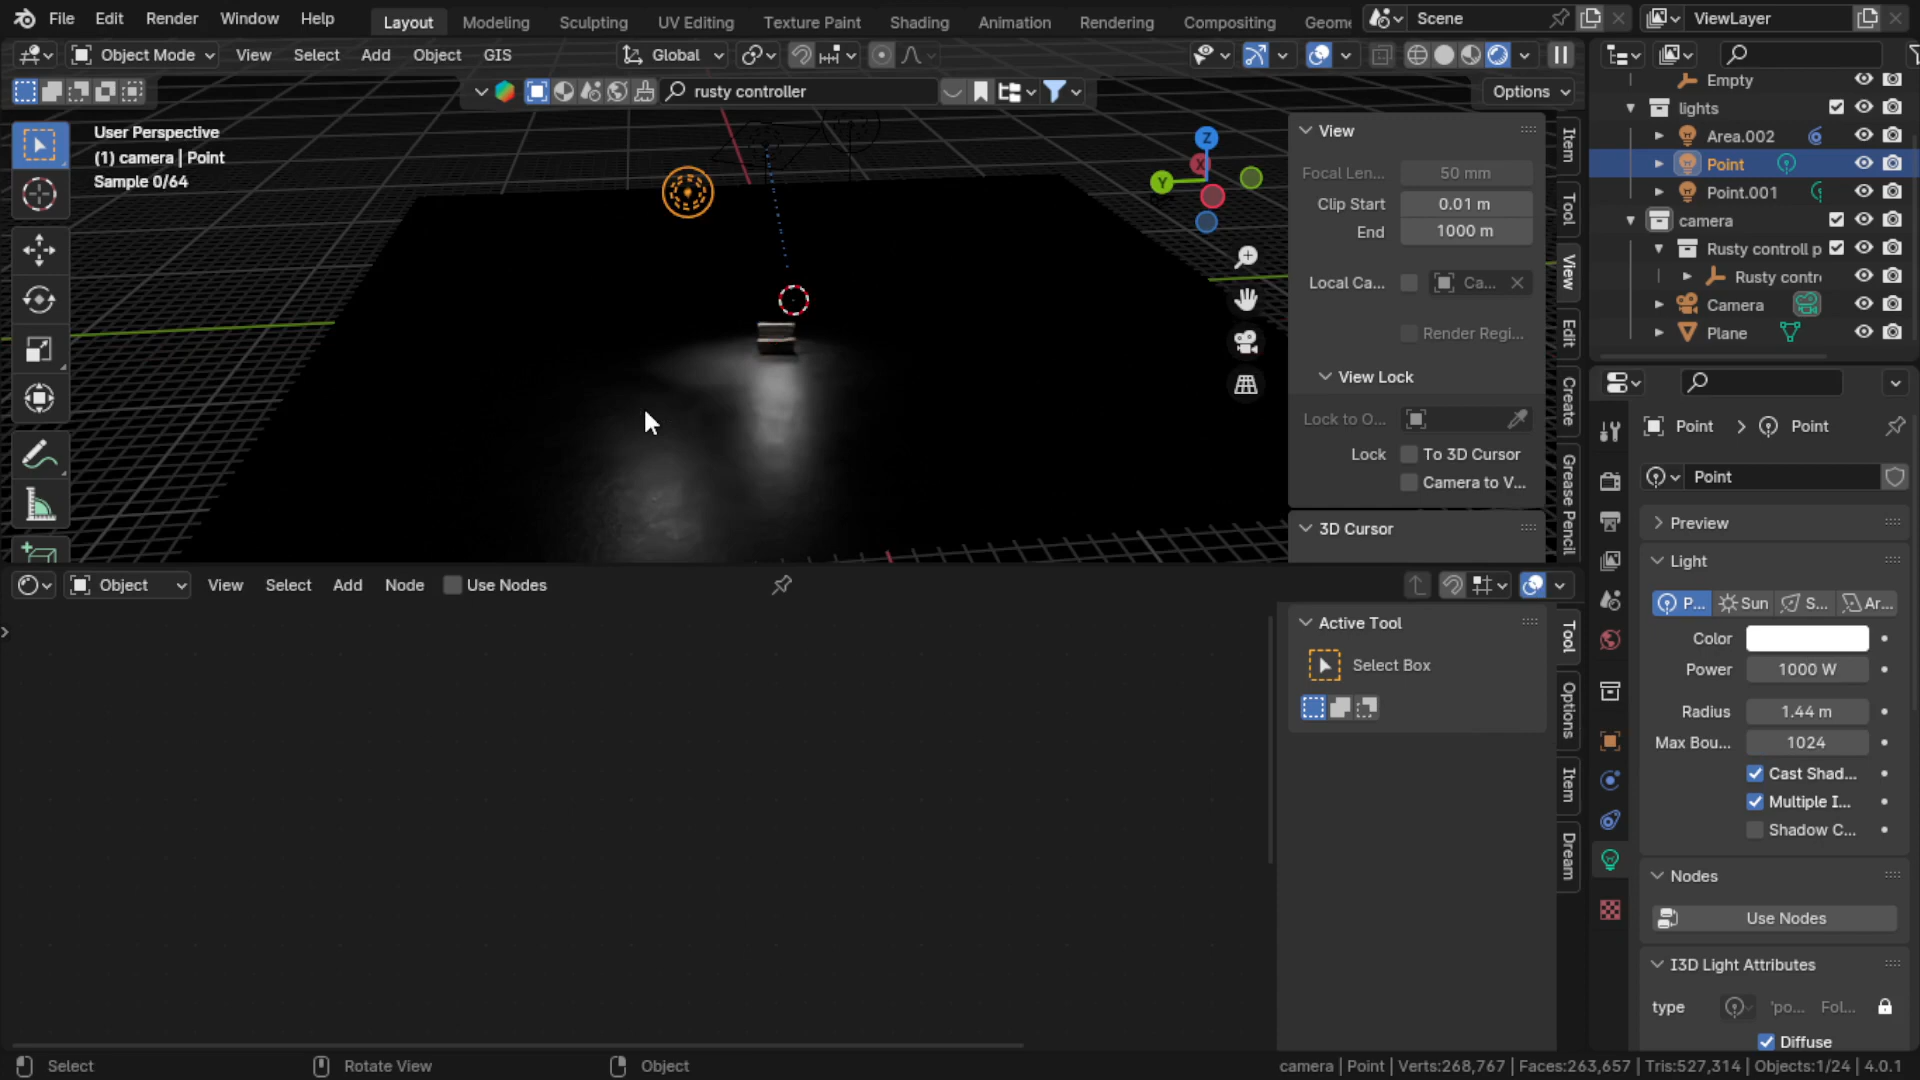 File Edit Render Window Help Layout Modeling Sculpting UV Editing Texture Paint Shading Animation Rendering Compositing Geome Scene ViewLayer
Object Mode View Select Add Object GIS Global
rusty controller Options
User Perspective
(1) camera | Point
Sample 0/64
Z
X
Y
View
Focal Len... 50 mm
Clip Start 0.01 m
End 1000 m
Local Ca... Ca...
Render Regi...
View Lock
Lock to O...
Lock To 3D Cursor
Camera to V...
3D Cursor
Item
Tool
View
Edit
Create
Grease Pencil
Empty
lights
Area.002
Point
Point.001
camera
Rusty controll p
Rusty contr
Camera
Plane
Object View Select Add Node Use Nodes
Active Tool
Select Box
Tool
Options
Item
Dream
Point > Point
Point
Preview
Light
P... Sun S... Ar...
Color
Power 1000 W
Radius 1.44 m
Max Bou... 1024
Cast Shad...
Multiple I...
Shadow C...
Nodes
Use Nodes
I3D Light Attributes
type 'po... Fol...
Diffuse
Select Rotate View Object camera | Point | Verts:268,767 | Faces:263,657 | Tris:527,314 | Objects:1/24 | 4.0.1